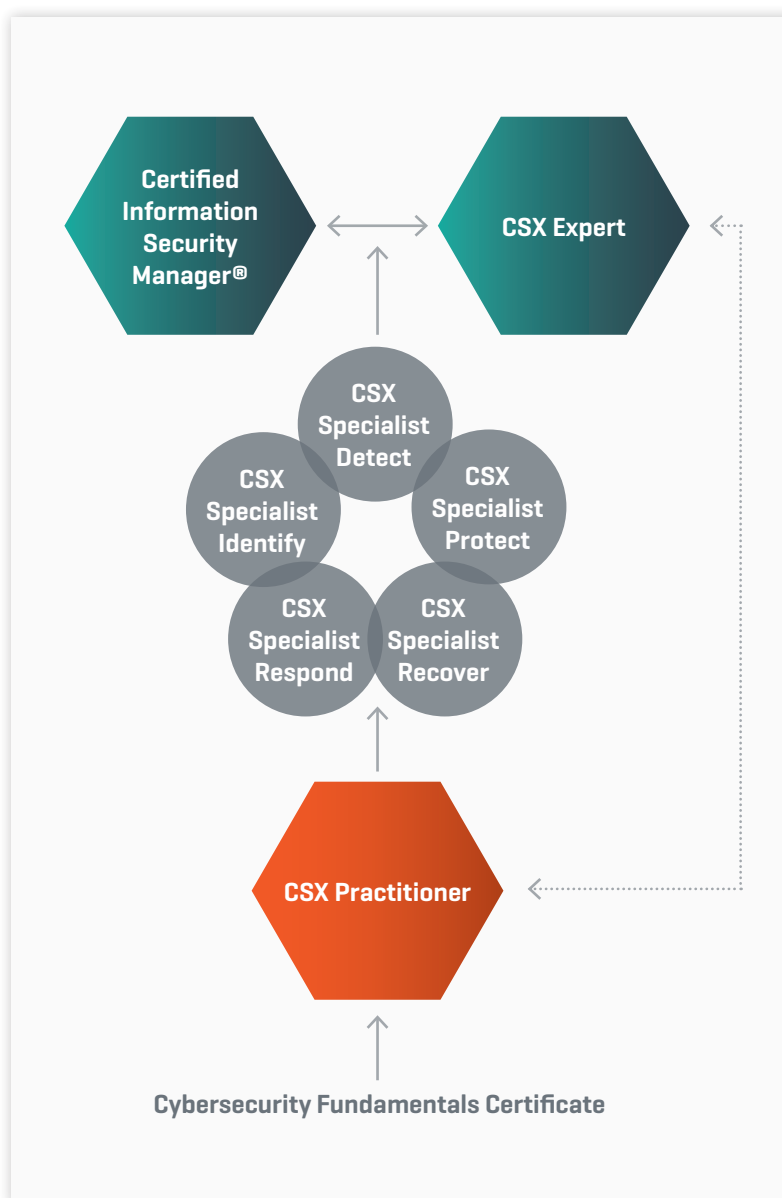 Certified
Information
Security
Manager®
CSX Expert
CSX
Specialist
Detect
CSX
Specialist
Identify
CSX
Specialist
Protect
CSX
Specialist
Respond
CSX
Specialist
Recover
CSX Practitioner
Cybersecurity Fundamentals Certificate